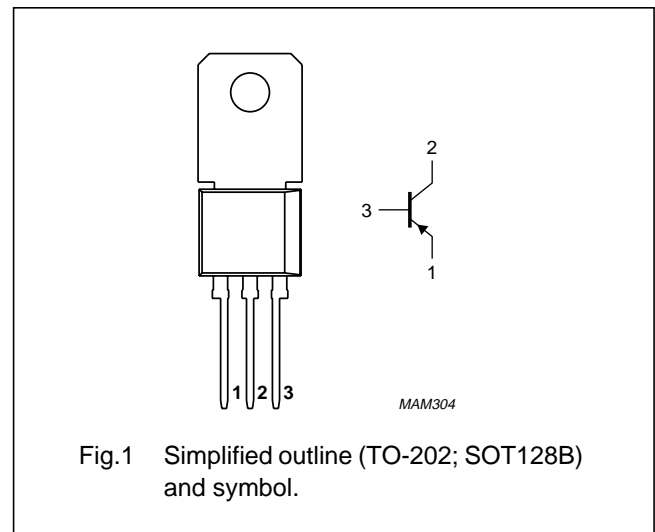 2
3
1
1 2 3
MAM304
Fig.1 Simplified outline (TO-202; SOT128B)
and symbol.